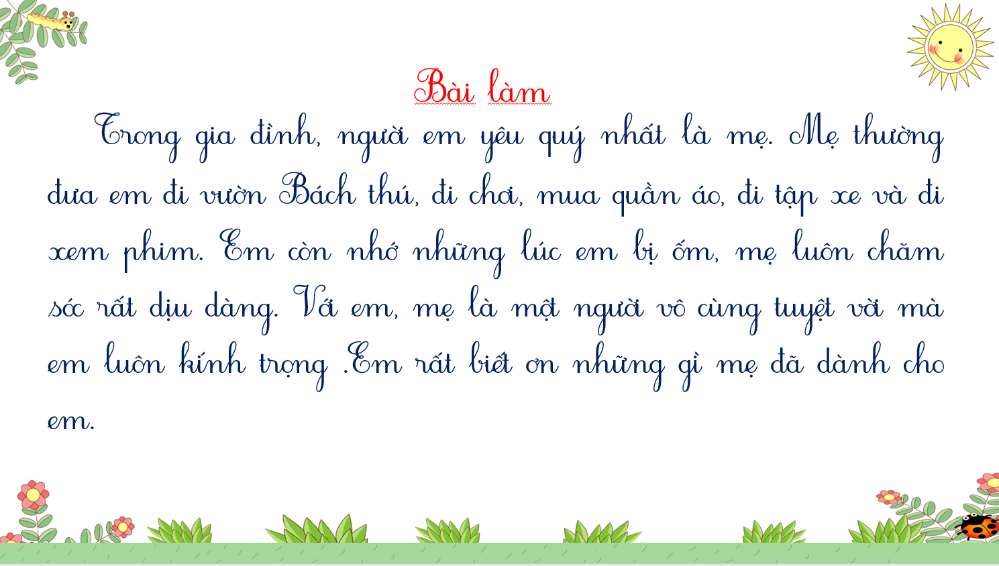 Bài làm
Trong gia đình, người em yêu quý nhất là mẹ. Mẹ thường
đưa em đi vườn Bách thú, đi chơi, mua quần áo, đi tập xe và đi
xem phim. Em còn nhớ những lúc em bị ốm, mẹ luôn chăm
sóc rất dịu dàng. Với em, mẹ là một người vô cùng tuyệt vời mà
em luôn kính trọng .Em rất biết ơn những gì mẹ đã dành cho
em.